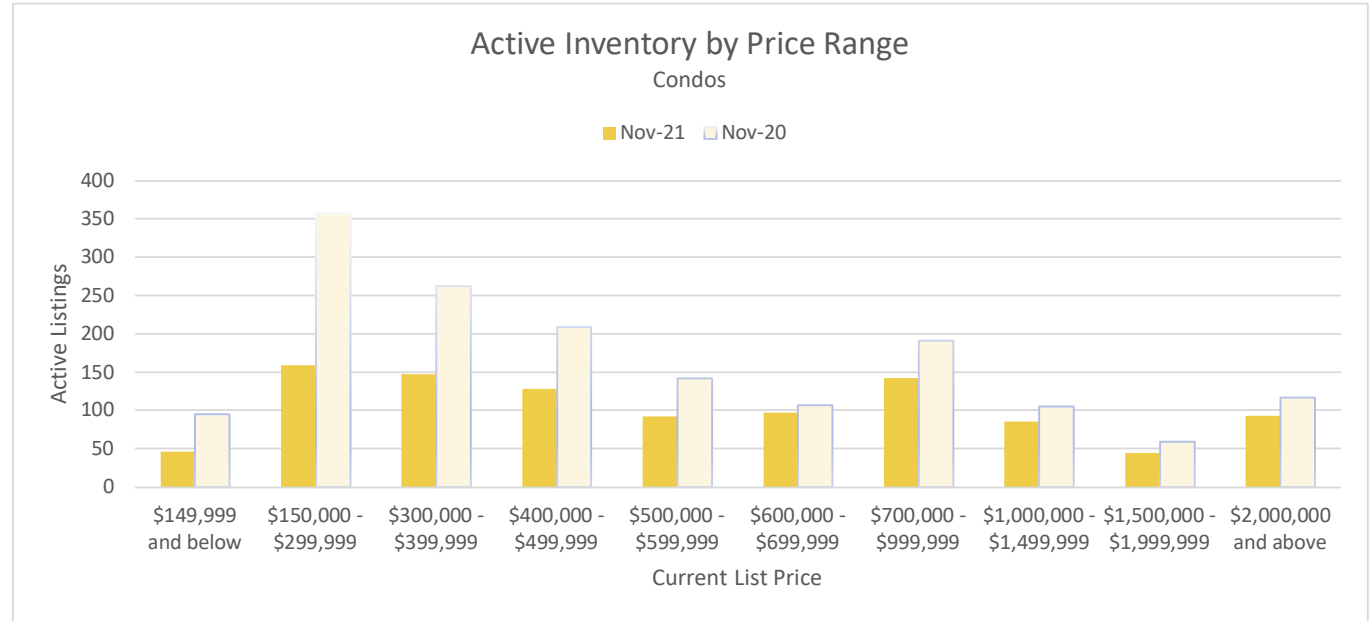 Active Inventory by Price Range
Condos
Nov-21 Nov-20
400
350
300
250
200
150
100
50
0
Active Listings
$149,999 $150,000 - $300,000 - $400,000 - $500,000 - $600,000 - $700,000 - $1,000,000 - $1,500,000 - $2,000,000
and below $299,999 $399,999 $499,999 $599,999 $699,999 $999,999 $1,499,999 $1,999,999 and above
Current List Price